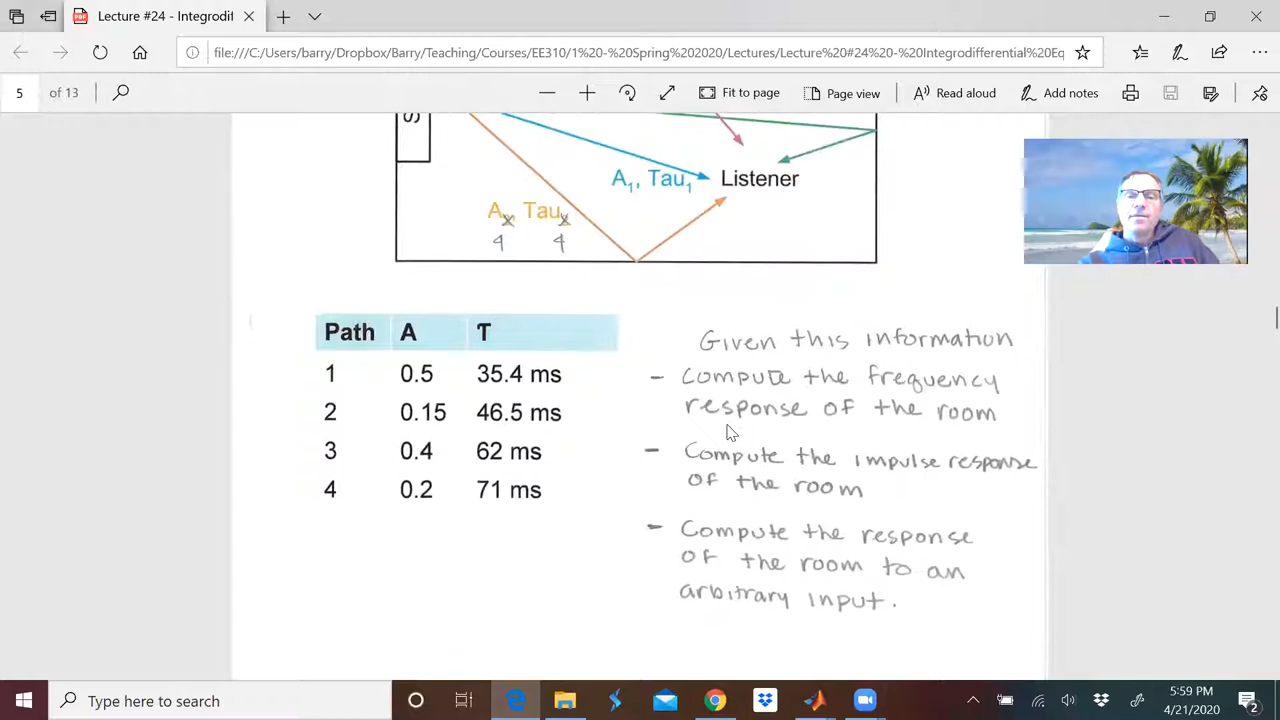 Lecture #24 - Integrodif
file:///C:/Users/barry/Dropbox/Barry/Teaching/Courses/EE310/1%20-%20Spring%202020/Lectures/Lecture%20#24%20-%20Integrodifferential%20Eq
5 of 13
Fit to page
Page view
Read aloud
Add notes
S
A1, Tau1
Listener
Ax Taux
4 4
Path A τ
1 0.5 35.4 ms
2 0.15 46.5 ms
3 0.4 62 ms
4 0.2 71 ms
Given this information
- Compute the frequency
response of the room
- Compute the impulse response
of the room
- Compute the response
of the room to an
arbitrary input.
Type here to search
5:59 PM
4/21/2020
2